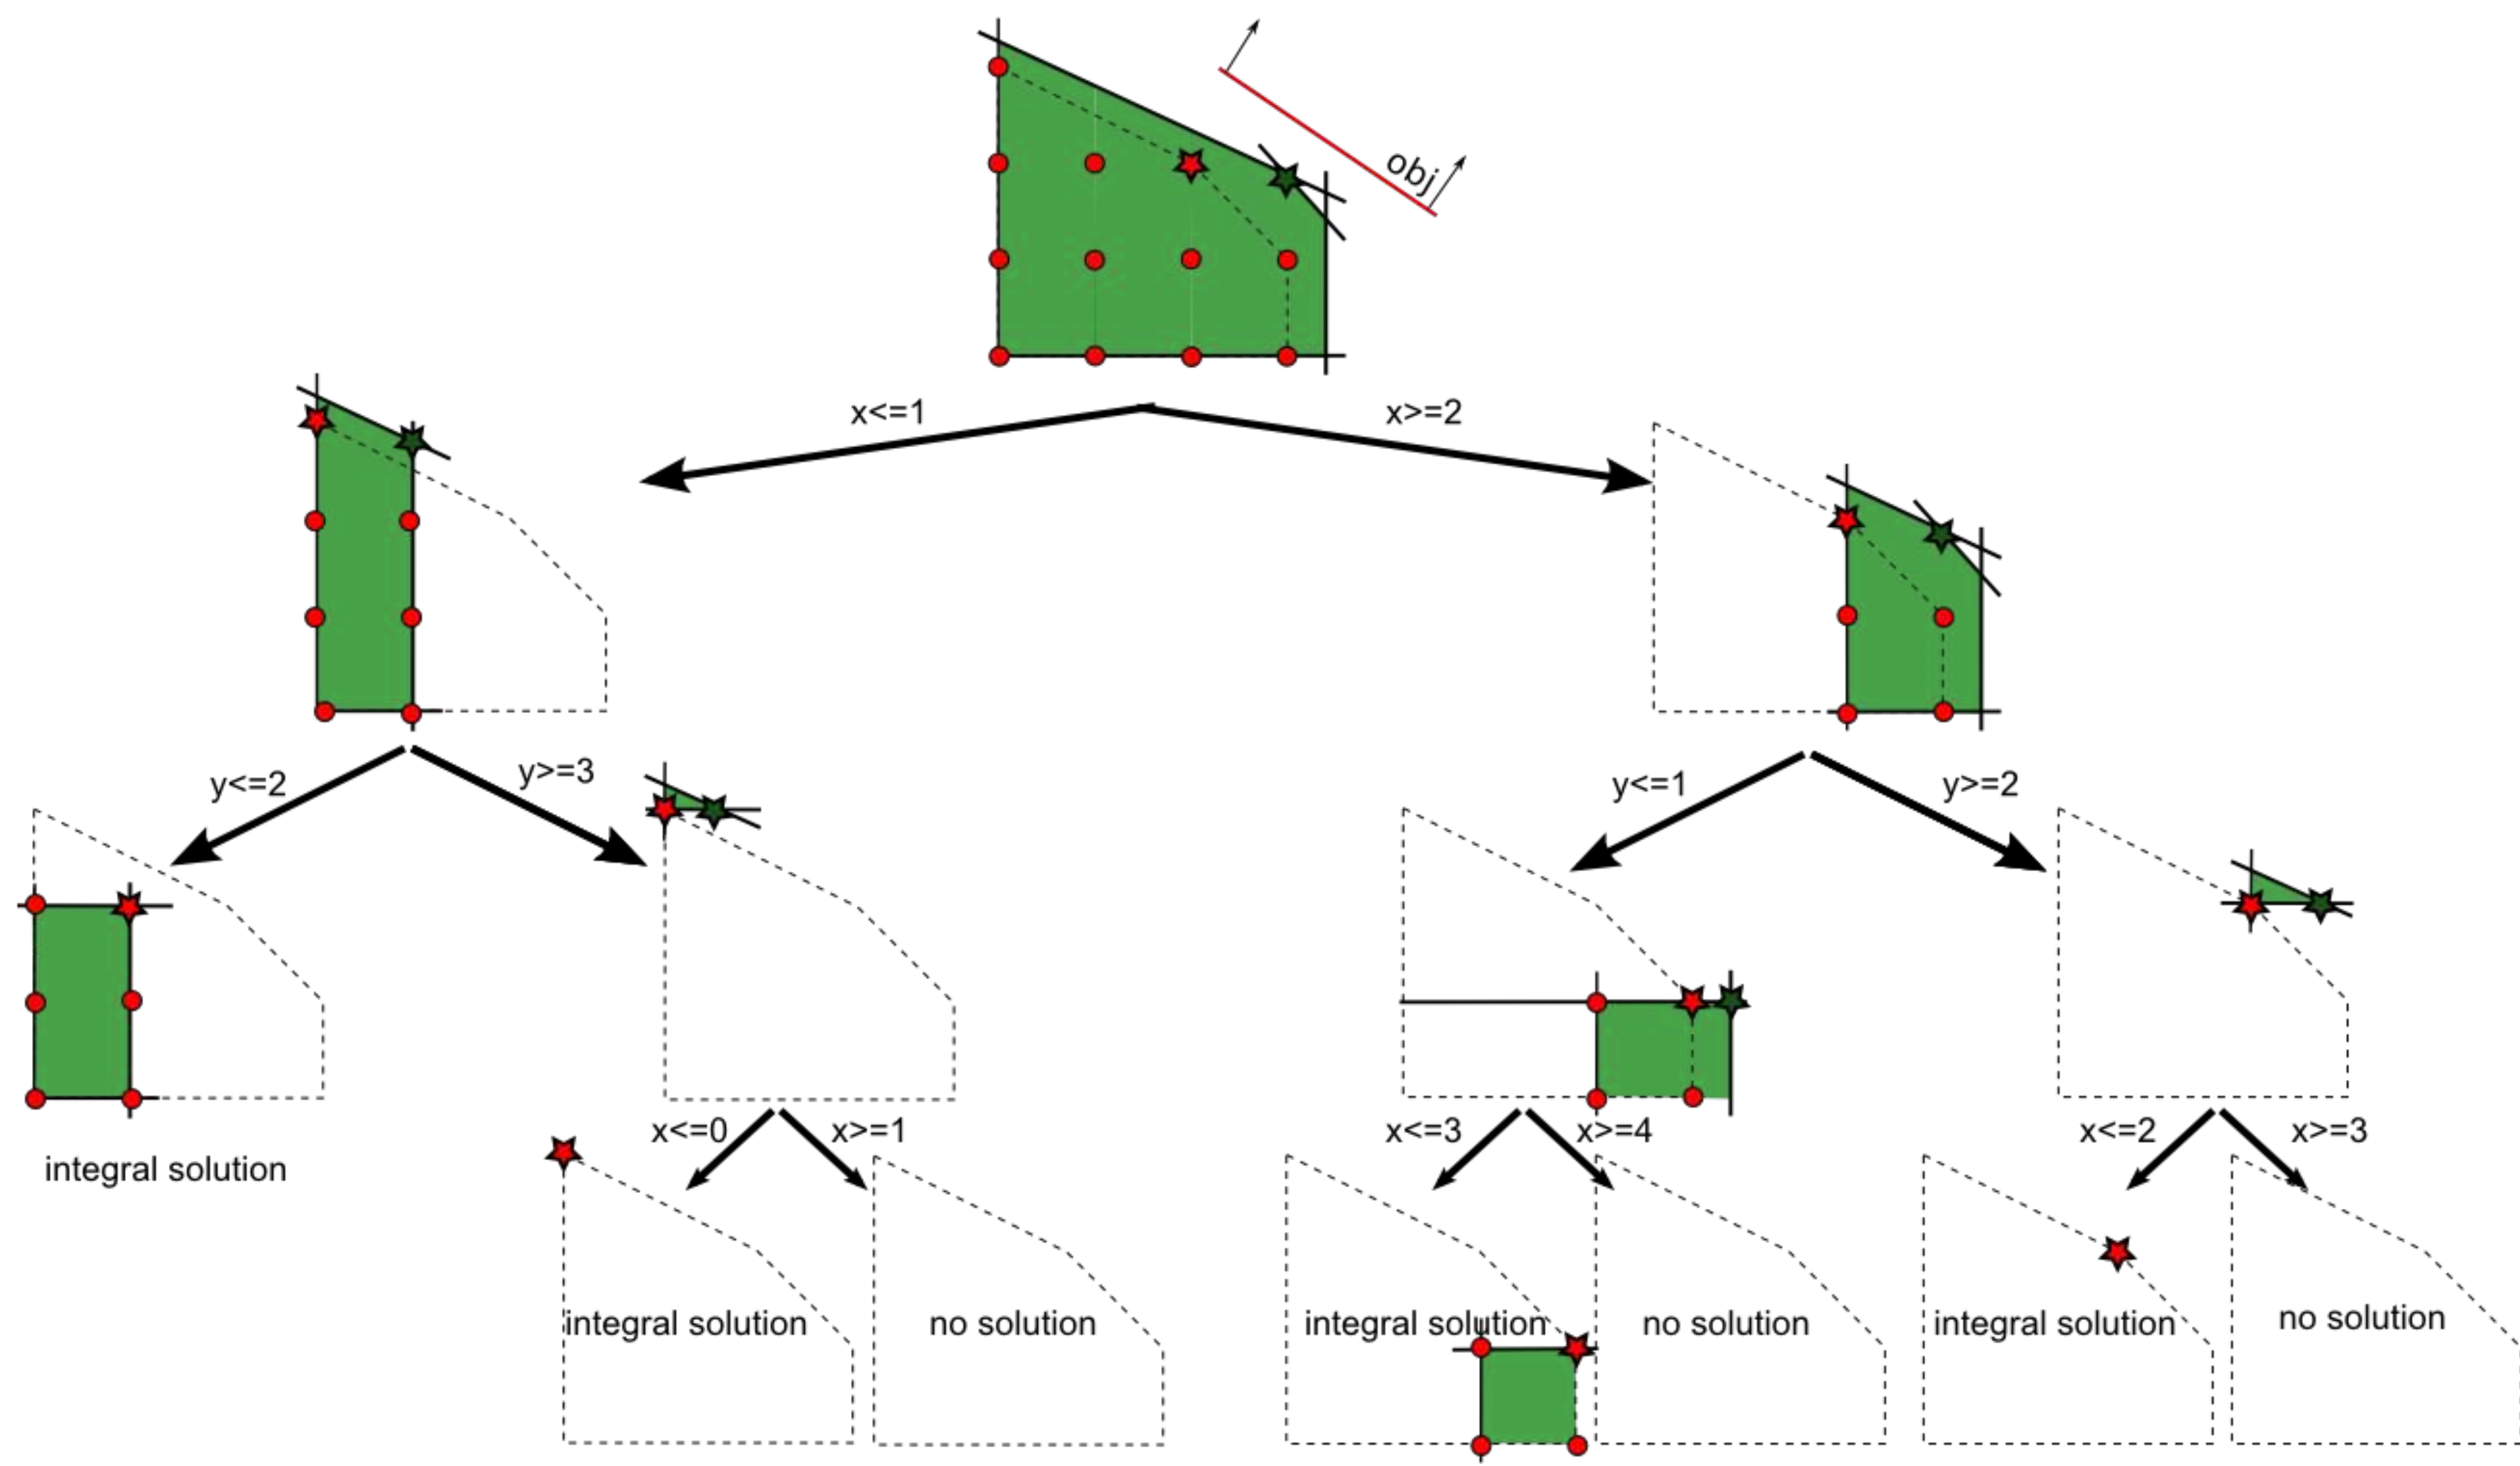 obj
x<=1
x>=2
y<=2
y>=3
y<=1
y>=2
x<=0
x>=1
x<=3
x>=4
x<=2
x>=3
integral solution
integral solution
no solution
integral solution
no solution
integral solution
no solution